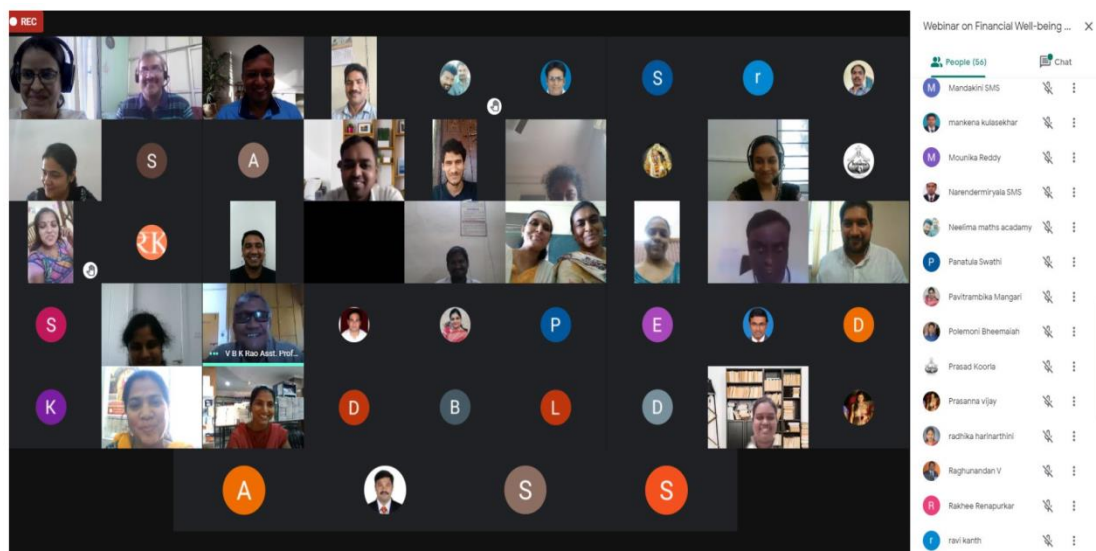 REC
Webinar on Financial Well-being ...
People (56)
Chat
S
r
S
A
RK
S
V B K Rao Asst. Prof...
P
E
D
K
D
B
L
D
A
S
S
M Mandakini SMS
mankena kulasekhar
M Mounika Reddy
Narendermiryala SMS
Neelima maths acadamy
P Panatula Swathi
Pavitrambika Mangari
Polemoni Bheemaiah
Prasad Koorla
Prasanna vijay
radhika harinarthini
Raghunandan V
R Rakhee Renapurkar
r ravi kanth